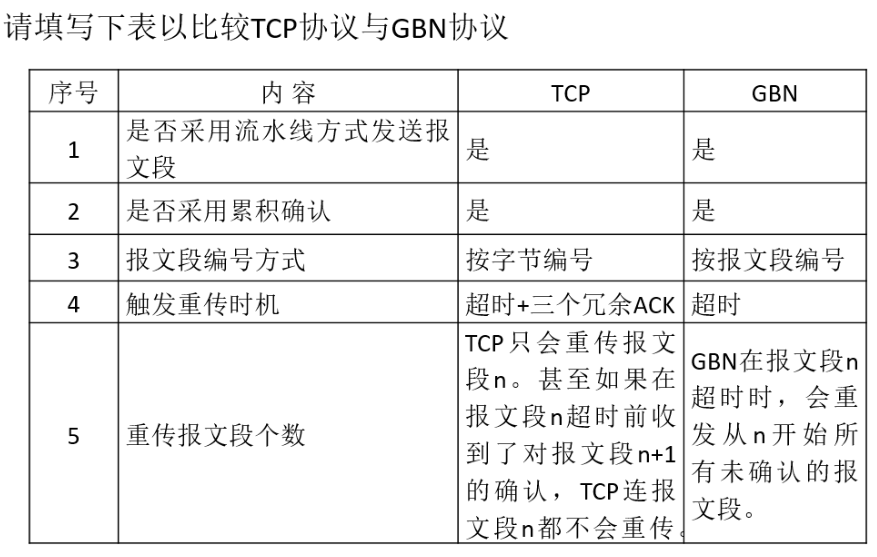 请填写下表以比较TCP协议与GBN协议
序号 内 容 TCP GBN
1 是否采用流水线方式发送报文段 是 是
2 是否采用累积确认 是 是
3 报文段编号方式 按字节编号 按报文段编号
4 触发重传时机 超时+三个冗余ACK 超时
5 重传报文段个数
TCP只会重传报文
段n。甚至如果在
报文段n超时前收
到了对报文段n+1
的确认，TCP连报
文段n都不会重传。
GBN在报文段n
超时时，会重
发从n开始所
有未确认的报
文段。